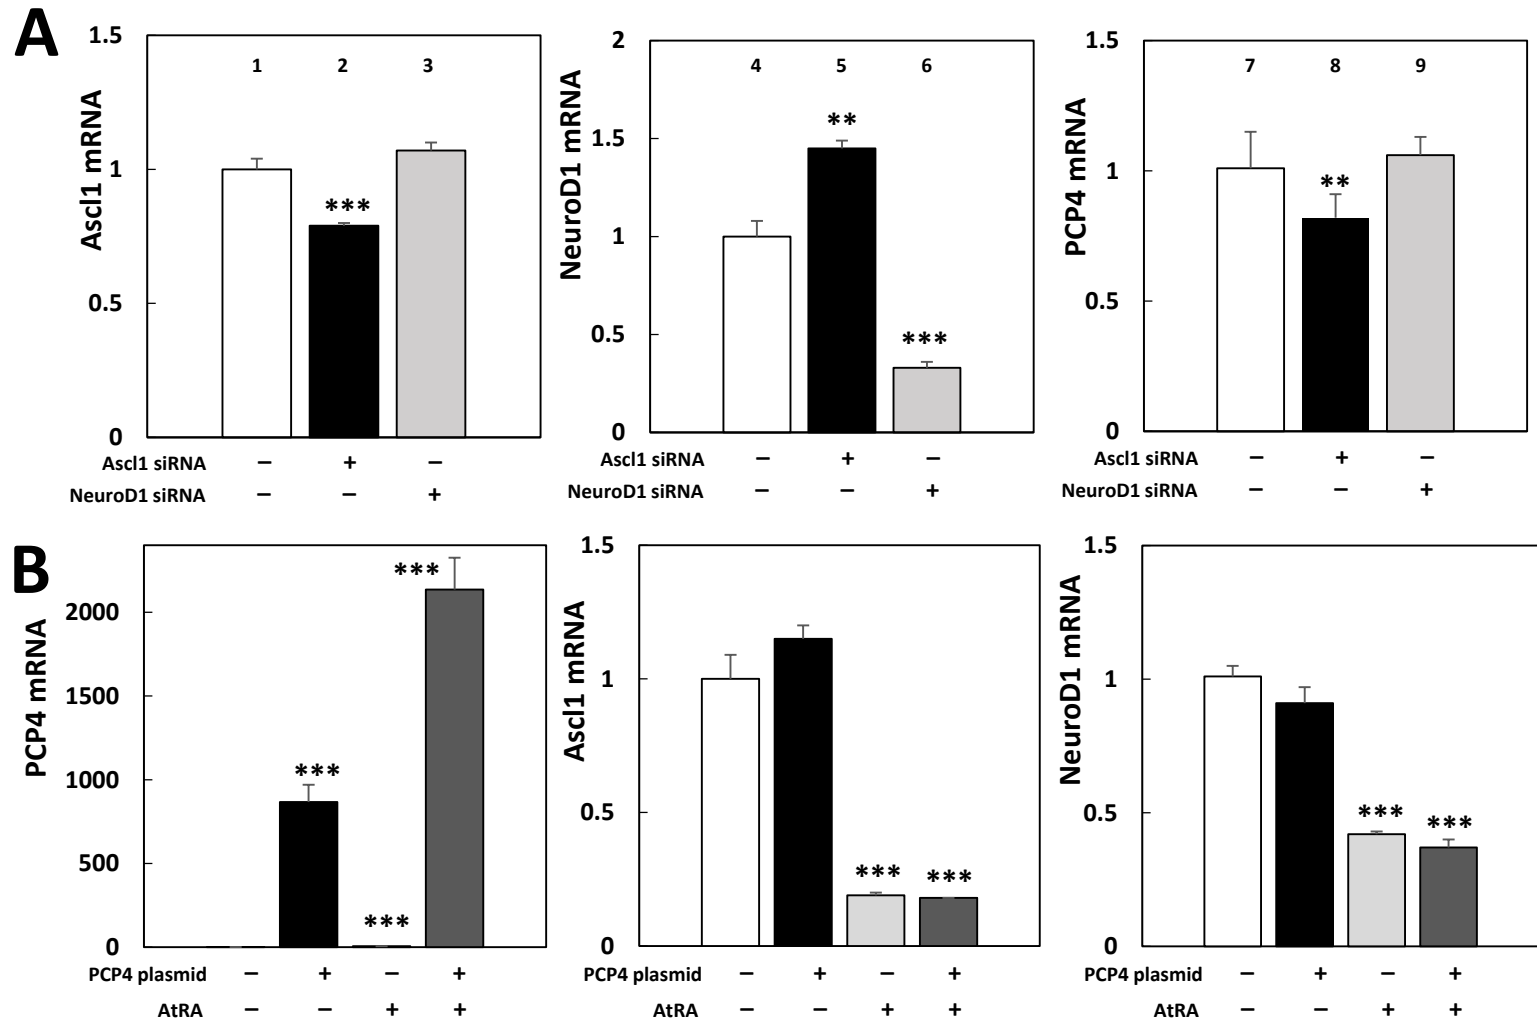 A
1.5
1
0.5
0
Ascl1 mRNA
1 2 3
***
Ascl1 siRNA – + –
NeuroD1 siRNA – – +
2
1.5
1
0.5
0
NeuroD1 mRNA
4 5 6
**
***
Ascl1 siRNA – + –
NeuroD1 siRNA – – +
1.5
1
0.5
0
PCP4 mRNA
7 8 9
**
Ascl1 siRNA – + –
NeuroD1 siRNA – – +
B
2000
1500
1000
500
0
PCP4 mRNA
***
***
***
PCP4 plasmid – + – +
AtRA – – + +
1.5
1
0.5
0
Ascl1 mRNA
*** ***
PCP4 plasmid – + – +
AtRA – – + +
1.5
1
0.5
0
NeuroD1 mRNA
*** ***
PCP4 plasmid – + – +
AtRA – – + +